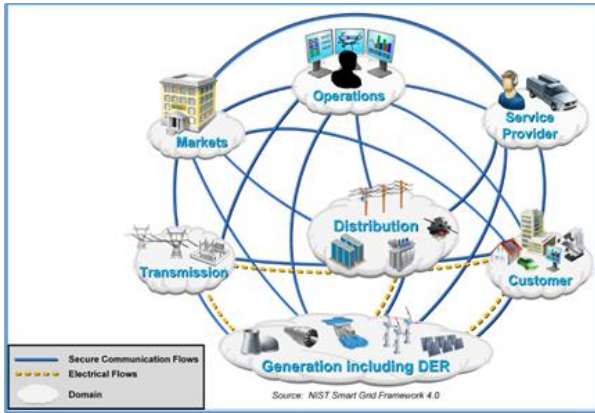 Operations
Service
Provider
Markets
Distribution
Transmission
Customer
Generation including DER
Secure Communication Flows
Electrical Flows
Domain
Source: NIST Smart Grid Framework 4.0